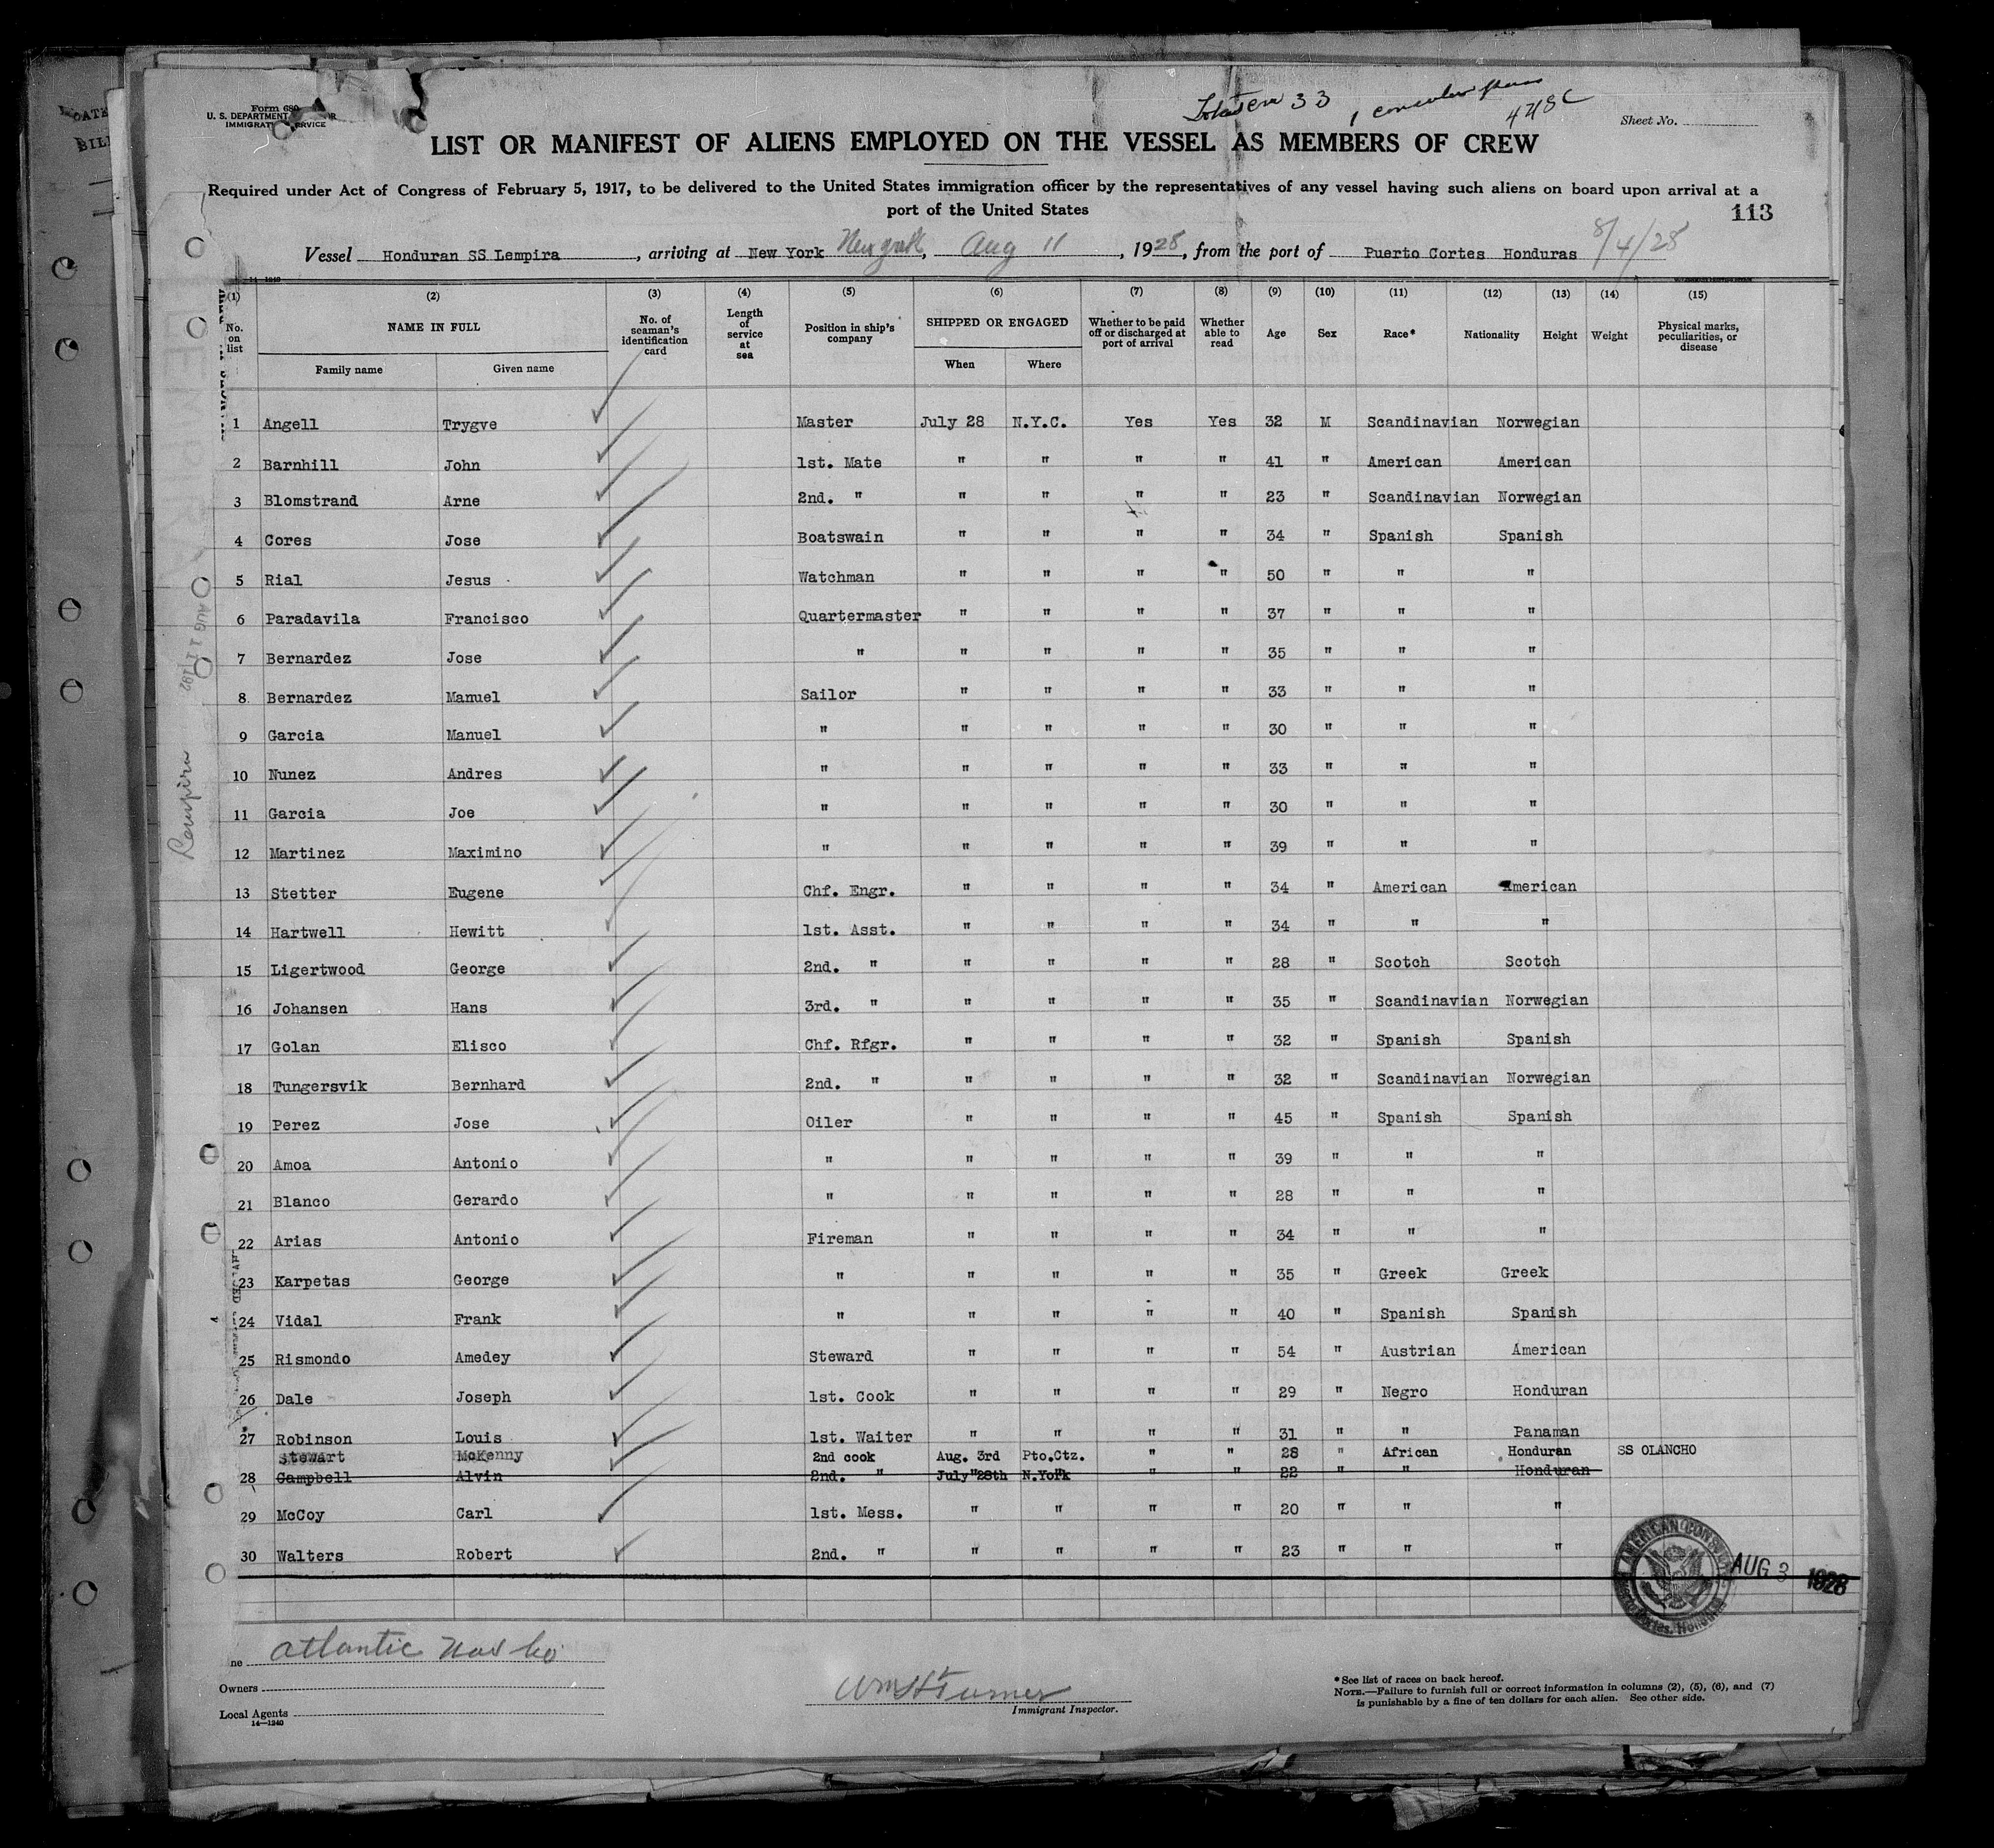 Form 680
U. S. DEPARTMENT
IMMIGRATION SERVICE
33
Sheet No.
LIST OR MANIFEST OF ALIENS EMPLOYED ON THE VESSEL AS MEMBERS OF CREW
Required under Act of Congress of February 5, 1917, to be delivered to the United States immigration officer by the representatives of any vessel having such aliens on board upon arrival at a
port of the United States
113
Vessel Honduran SS Lempira , arriving at New York New York, Aug 11 , 1928, from the port of Puerto Cortes Honduras 8/4/28
(1) (2) (3) (4) (5) (6) (7) (8) (9) (10) (11) (12) (13) (14) (15)
No. on list NAME IN FULL Family name Given name No. of seaman's identification card Length of service at sea Position in ship's company SHIPPED OR ENGAGED When Where Whether to be paid off or discharged at port of arrival Whether able to read Age Sex Race* Nationality Height Weight Physical marks, peculiarities, or disease
1 Angell Trygve Master July 28 N.Y.C. Yes Yes 32 M Scandinavian Norwegian
2 Barnhill John 1st. Mate " " " " 41 " American American
3 Blomstrand Arne 2nd. " " " " " 23 " Scandinavian Norwegian
4 Cores Jose Boatswain " " " " 34 " Spanish Spanish
5 Rial Jesus Watchman " " " " 50 " " "
6 Paradavila Francisco Quartermaster " " " " 37 " " "
7 Bernardez Jose " " " " " 35 " " "
8 Bernardez Manuel Sailor " " " " 33 " " "
9 Garcia Manuel " " " " " 30 " " "
10 Nunez Andres " " " " " 33 " " "
11 Garcia Joe " " " " " 30 " " "
12 Martinez Maximino " " " " " 39 " " "
13 Stetter Eugene Chf. Engr. " " " " 34 " American American
14 Hartwell Hewitt 1st. Asst. " " " " 34 " " "
15 Ligertwood George 2nd. " " " " " 28 " Scotch Scotch
16 Johansen Hans 3rd. " " " " " 35 " Scandinavian Norwegian
17 Golan Elisco Chf. Rfgr. " " " " 32 " Spanish Spanish
18 Tungersvik Bernhard 2nd. " " " " " 32 " Scandinavian Norwegian
19 Perez Jose Oiler " " " " 45 " Spanish Spanish
20 Amoa Antonio " " " " " 39 " " "
21 Blanco Gerardo " " " " " 28 " " "
22 Arias Antonio Fireman " " " " 34 " " "
23 Karpetas George " " " " " 35 " Greek Greek
24 Vidal Frank " " " " " 40 " Spanish Spanish
25 Rismondo Amedey Steward " " " " 54 " Austrian American
26 Dale Joseph 1st. Cook " " " " 29 " Negro Honduran
27 Robinson Louis 1st. Waiter " " " " 31 " " Panaman
Stewart McKenny 2nd cook Aug. 3rd Pto.Ctz. " " 28 " African Honduran SS OLANCHO
28 Campbell Alvin 2nd. " July 28th N.York " " 22 " " Honduran
29 McCoy Carl 1st. Mess. " " " " 20 " " "
30 Walters Robert 2nd. " " " " " 23 " " "
AMERICAN CONSULATE
Puerto Cortes, Honduras
AUG 3 1928
Atlantic Nav Co
Owners
Local Agents
14—1240
Wm H Turner
Immigrant Inspector.
* See list of races on back hereof.
NOTE.—Failure to furnish full or correct information in columns (2), (5), (6), and (7)
is punishable by a fine of ten dollars for each alien. See other side.